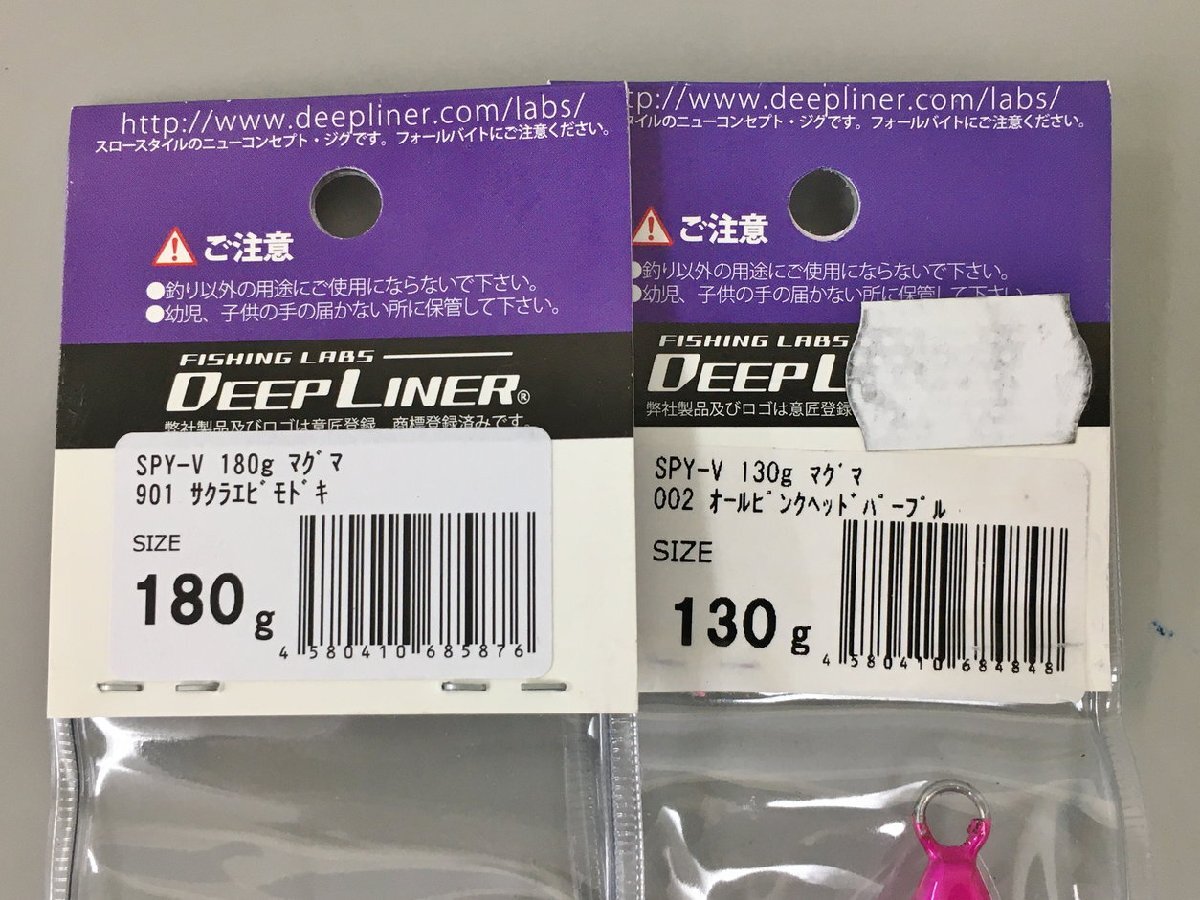 http://www.deepliner.com/labs/
スロースタイルのニューコンセプト・ジグです。フォールバイトにご注意ください。
ご注意
●釣り以外の用途にご使用にならないで下さい。
●幼児、子供の手の届かない所に保管して下さい。
FISHING LABS
DEEPLINER®
弊社製品及びロゴは意匠登録、商標登録済みです。
SPY-V 180g マグマ
901 サクラエビモドキ
SIZE
180g
4 580410 685876
p://www.deepliner.com/labs/
タイルのニューコンセプト・ジグです。フォールバイトにご注意ください。
ご注意
●釣り以外の用途にご使用にならないで下さい。
●幼児、子供の手の届かない所に保管して下さい
FISHING LABS
DEEPL
弊社製品及びロゴは意匠登録
SPY-V 130g マグマ
002 オールピンクヘッドパープル
SIZE
130g
4 580410 684848